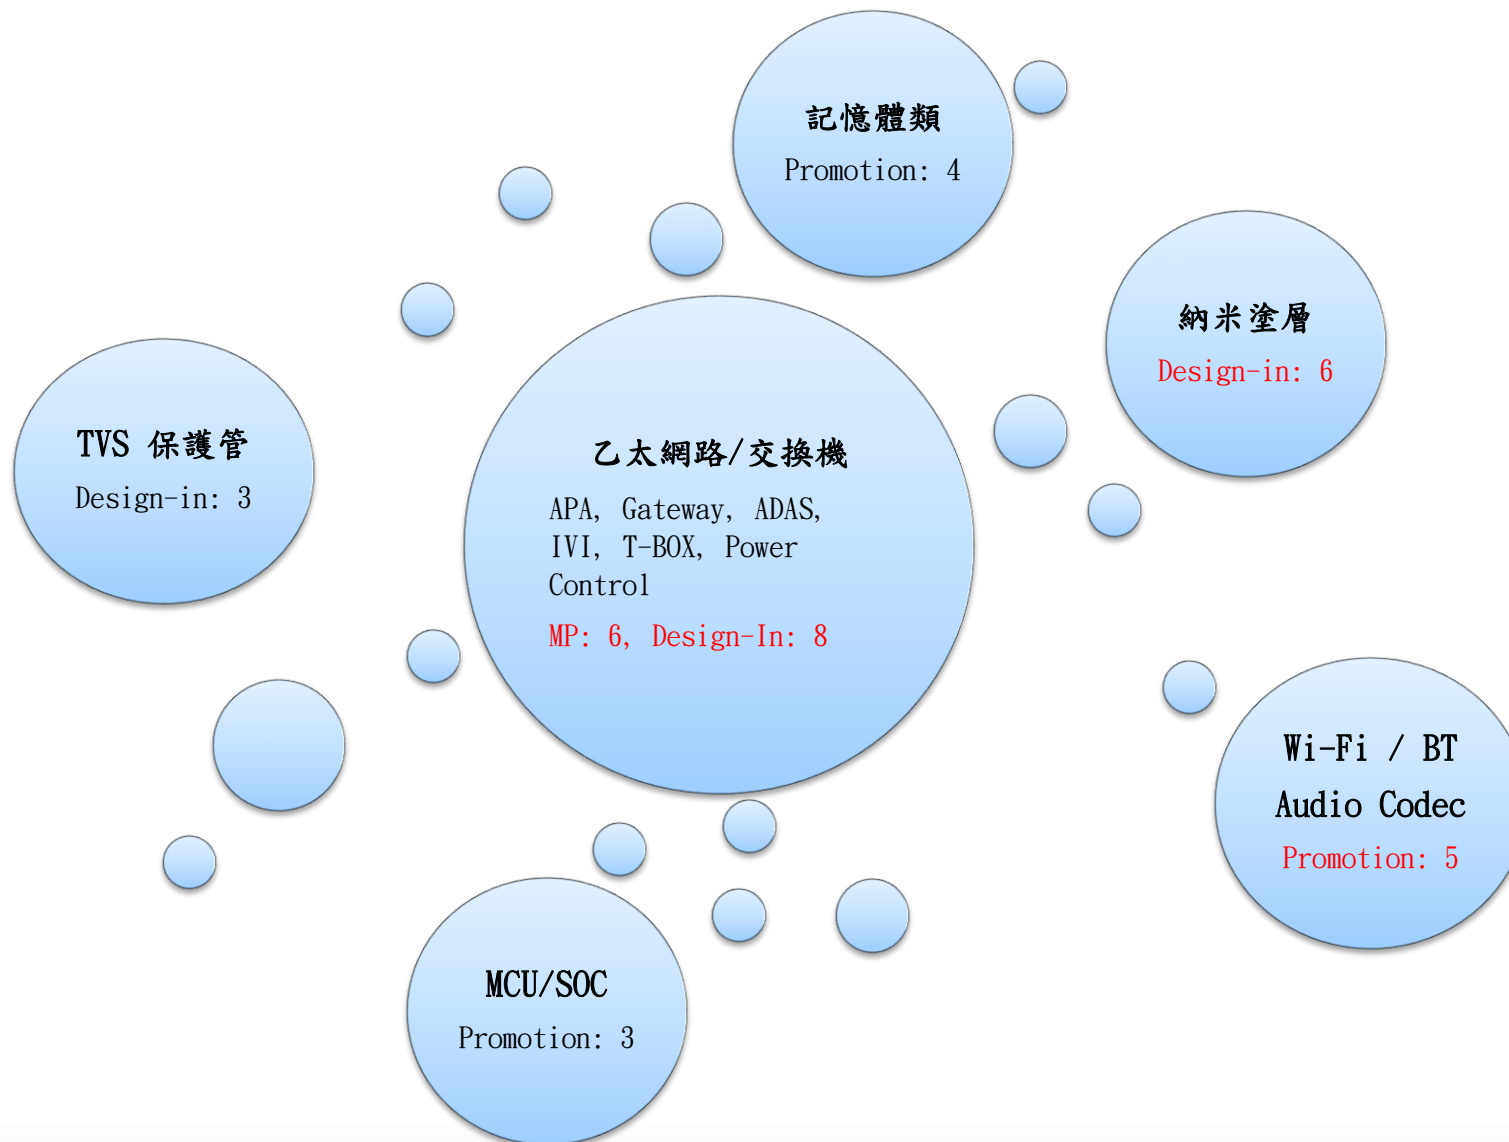 記憶體類
Promotion: 4
納米塗層
Design-in: 6
TVS 保護管
Design-in: 3
乙太網路/交換機
APA, Gateway, ADAS,
IVI, T-BOX, Power
Control
MP: 6, Design-In: 8
Wi-Fi / BT
Audio Codec
Promotion: 5
MCU/SOC
Promotion: 3